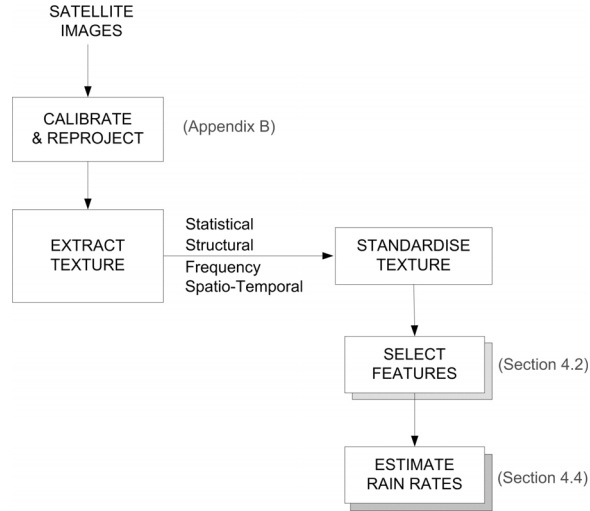 SATELLITE
IMAGES
CALIBRATE
& REPROJECT
(Appendix B)
EXTRACT
TEXTURE
Statistical
Structural
Frequency
Spatio-Temporal
STANDARDISE
TEXTURE
SELECT
FEATURES
(Section 4.2)
ESTIMATE
RAIN RATES
(Section 4.4)